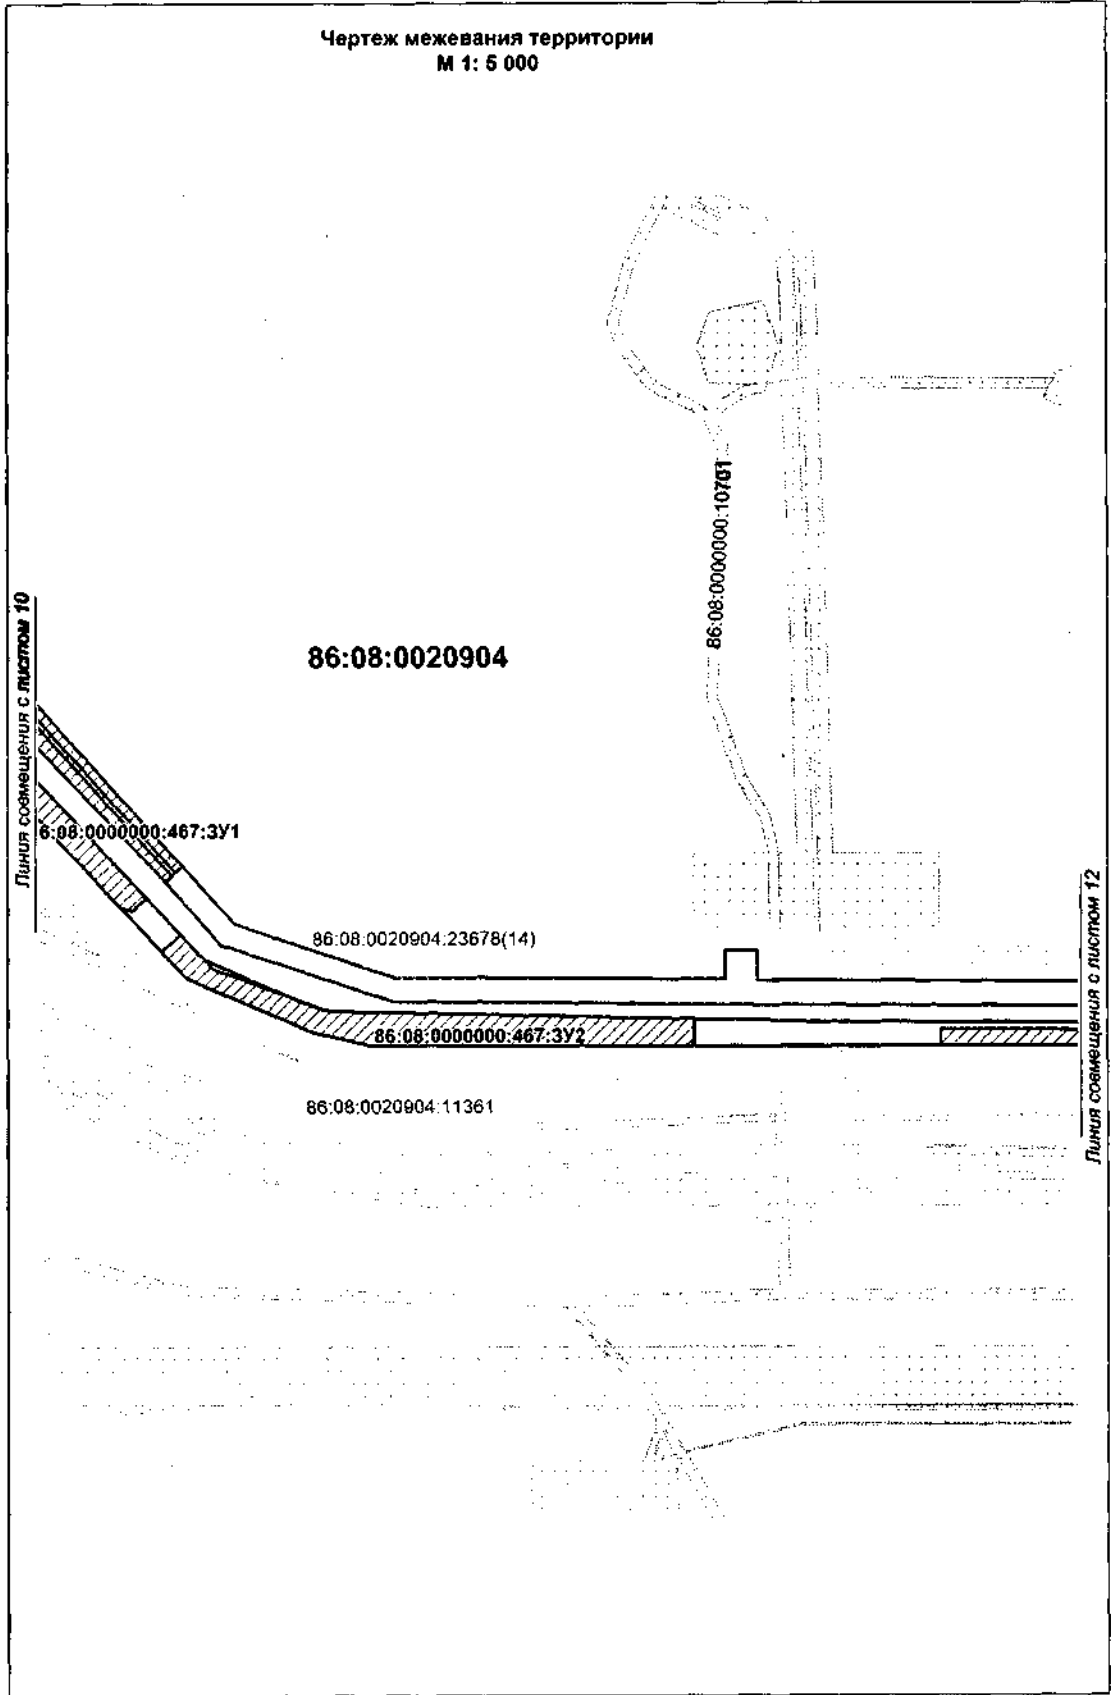 Чертеж межевания территории
М 1: 5 000
86:08:0000000:10701
Линия совмещения с листом 10
86:08:0020904
6:08:0000000:467:ЗУ1
86:08:0020904:23678(14)
Линия совмещения с листом 12
86:08:0000000:467:ЗУ2
86:08:0020904:11361